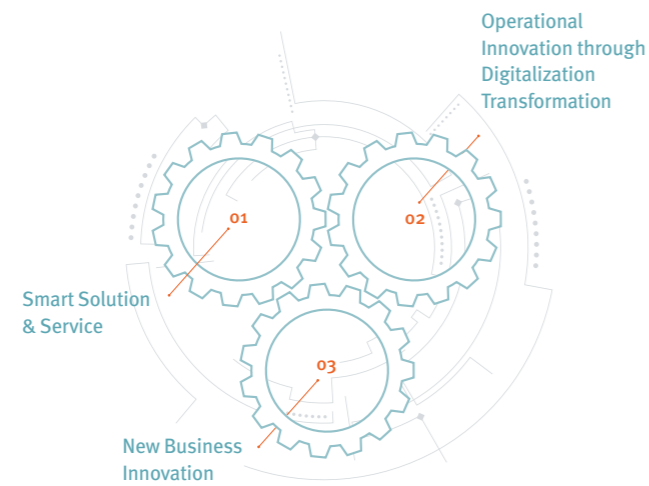 Operational
Innovation through
Digitalization
Transformation
01
02
Smart Solution
& Service
03
New Business
Innovation